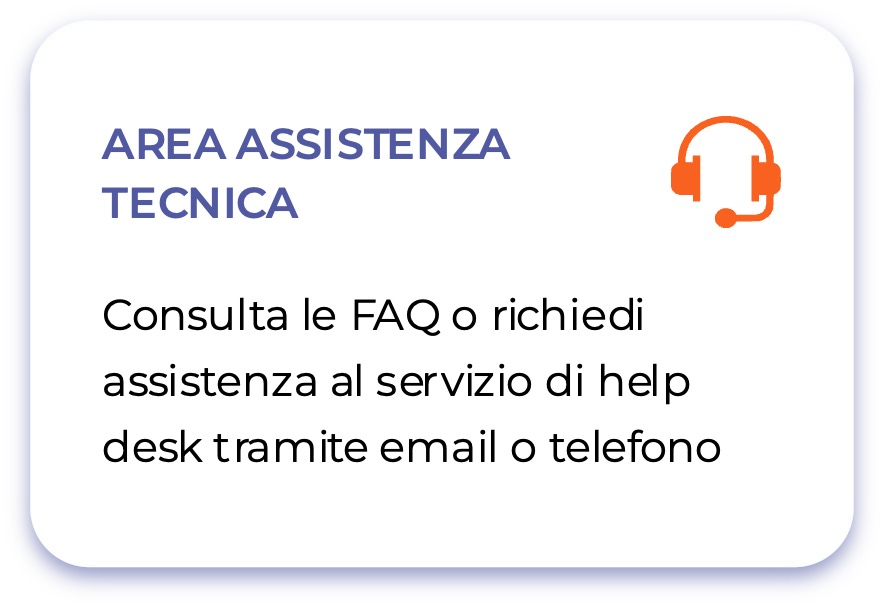 AREA ASSISTENZA
TECNICA
Consulta le FAQ o richiedi
assistenza al servizio di help
desk tramite email o telefono